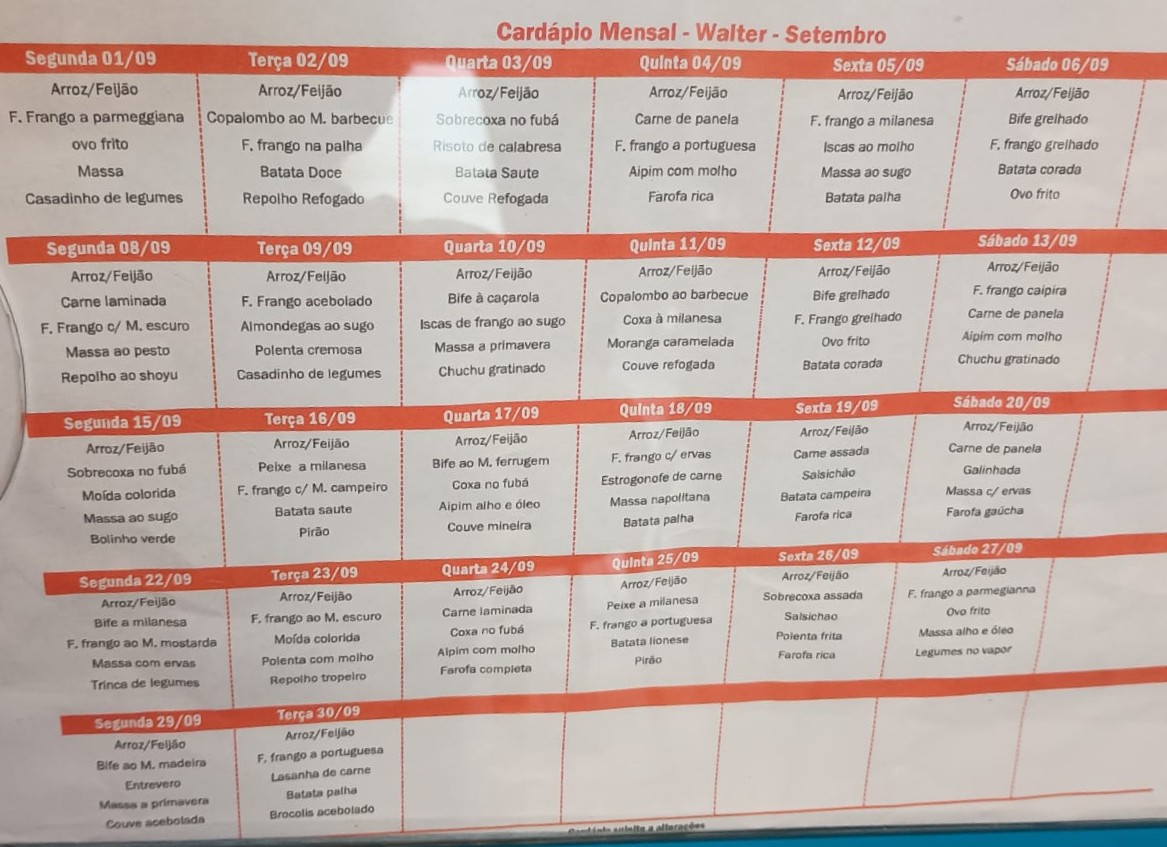 Cardápio Mensal - Walter - Setembro
Segunda 01/09
Arroz/Feijão
F. Frango a parmeggiana
ovo frito
Massa
Casadinho de legumes
Terça 02/09
Arroz/Feijão
Copalombo ao M. barbecue
F. frango na palha
Batata Doce
Repolho Refogado
Quarta 03/09
Arroz/Feijão
Sobrecoxa no fubá
Risoto de calabresa
Batata Saute
Couve Refogada
Quinta 04/09
Arroz/Feijão
Carne de panela
F. frango a portuguesa
Aipim com molho
Farofa rica
Sexta 05/09
Arroz/Feijão
F. frango a milanesa
Iscas ao molho
Massa ao sugo
Batata palha
Sábado 06/09
Arroz/Feijão
Bife grelhado
F. frango grelhado
Batata corada
Ovo frito
Segunda 08/09
Arroz/Feijão
Carne laminada
F. Frango c/ M. escuro
Massa ao pesto
Repolho ao shoyu
Terça 09/09
Arroz/Feijão
F. Frango acebolado
Almondegas ao sugo
Polenta cremosa
Casadinho de legumes
Quarta 10/09
Arroz/Feijão
Bife à caçarola
Iscas de frango ao sugo
Massa a primavera
Chuchu gratinado
Quinta 11/09
Arroz/Feijão
Copalombo ao barbecue
Coxa à milanesa
Moranga caramelada
Couve refogada
Sexta 12/09
Arroz/Feijão
Bife grelhado
F. Frango grelhado
Ovo frito
Batata corada
Sábado 13/09
Arroz/Feijão
F. frango caipira
Carne de panela
Aipim com molho
Chuchu gratinado
Segunda 15/09
Arroz/Feijão
Sobrecoxa no fubá
Moída colorida
Massa ao sugo
Bolinho verde
Terça 16/09
Arroz/Feijão
Peixe a milanesa
F. frango c/ M. campeiro
Batata saute
Pirão
Quarta 17/09
Arroz/Feijão
Bife ao M. ferrugem
Coxa no fubá
Aipim alho e óleo
Couve mineira
Quinta 18/09
Arroz/Feijão
F. frango c/ ervas
Estrogonofe de carne
Massa napolitana
Batata palha
Sexta 19/09
Arroz/Feijão
Carne assada
Salsichão
Batata campeira
Farofa rica
Sábado 20/09
Arroz/Feijão
Carne de panela
Galinhada
Massa c/ ervas
Farofa gaúcha
Segunda 22/09
Arroz/Feijão
Bife a milanesa
F. frango ao M. mostarda
Massa com ervas
Trinca de legumes
Terça 23/09
Arroz/Feijão
F. frango ao M. escuro
Moída colorida
Polenta com molho
Repolho tropeiro
Quarta 24/09
Arroz/Feijão
Carne laminada
Coxa no fubá
Aipim com molho
Farofa completa
Quinta 25/09
Arroz/Feijão
Peixe a milanesa
F. frango a portuguesa
Batata lionese
Pirão
Sexta 26/09
Arroz/Feijão
Sobrecoxa assada
Salsichao
Polenta frita
Farofa rica
Sábado 27/09
Arroz/Feijão
F. frango a parmegianna
Ovo frito
Massa alho e óleo
Legumes no vapor
Segunda 29/09
Arroz/Feijão
Bife ao M. madeira
Entrevero
Massa a primavera
Couve acebolada
Terça 30/09
Arroz/Feijão
F. frango a portuguesa
Lasanha de carne
Batata palha
Brocolis acebolado
Cardápio sujeito a alterações